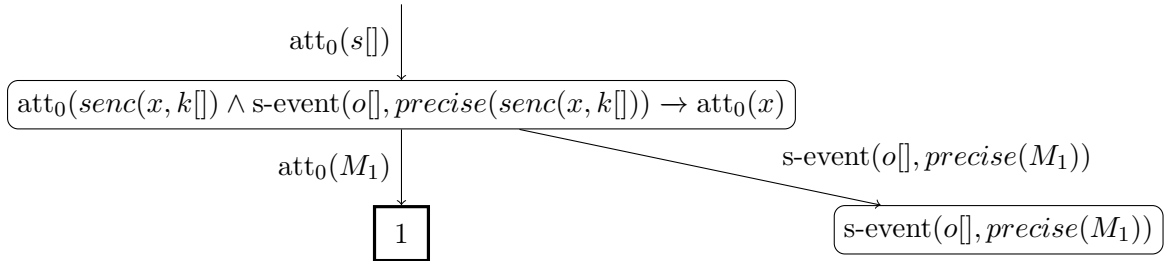 att₀(s[])
att₀(senc(x, k[]) ∧ s-event(o[], precise(senc(x, k[])) → att₀(x)
att₀(M₁)
s-event(o[], precise(M₁))
1
s-event(o[], precise(M₁))